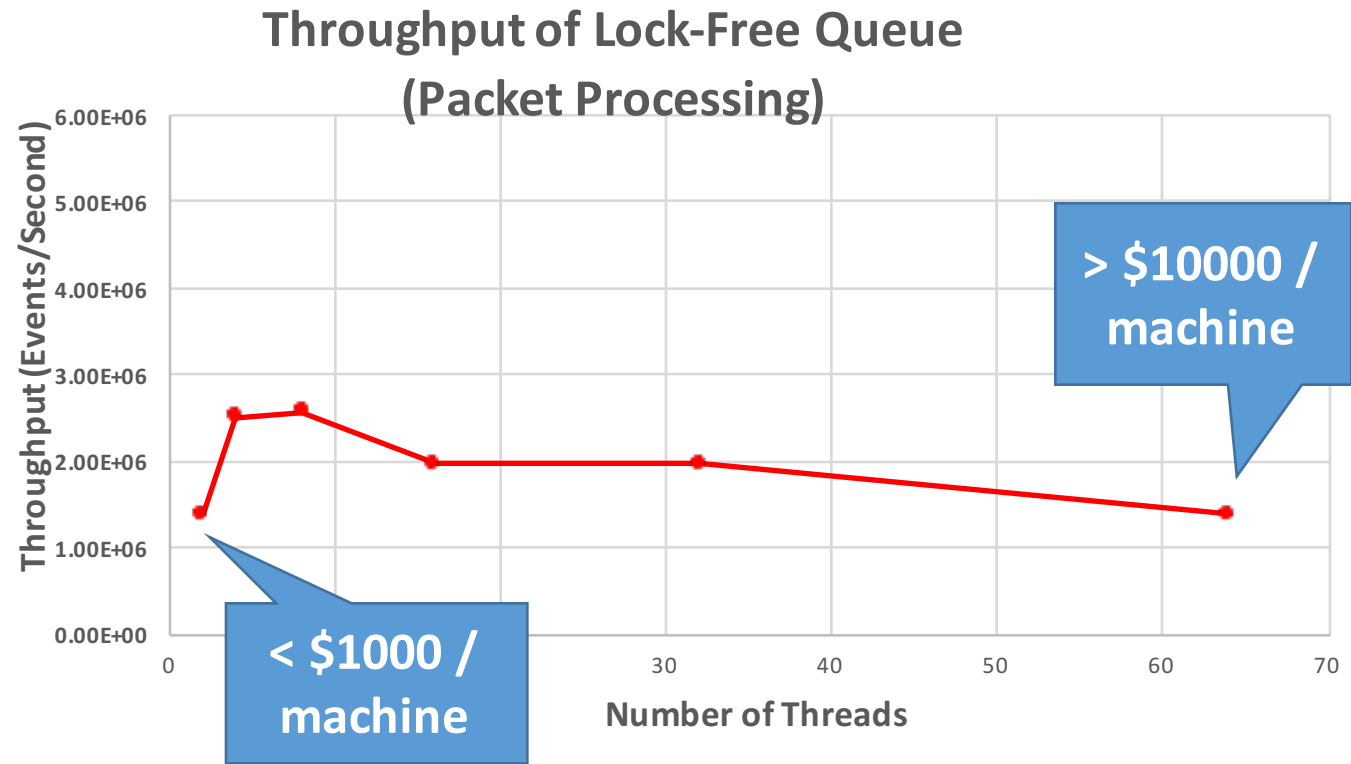 Throughput of Lock-Free Queue
(Packet Processing)
Throughput (Events/Second)
6.00E+06
5.00E+06
4.00E+06
3.00E+06
2.00E+06
1.00E+06
0.00E+00
> $10000 /
machine
< $1000 /
machine
0
30
40
50
60
70
Number of Threads